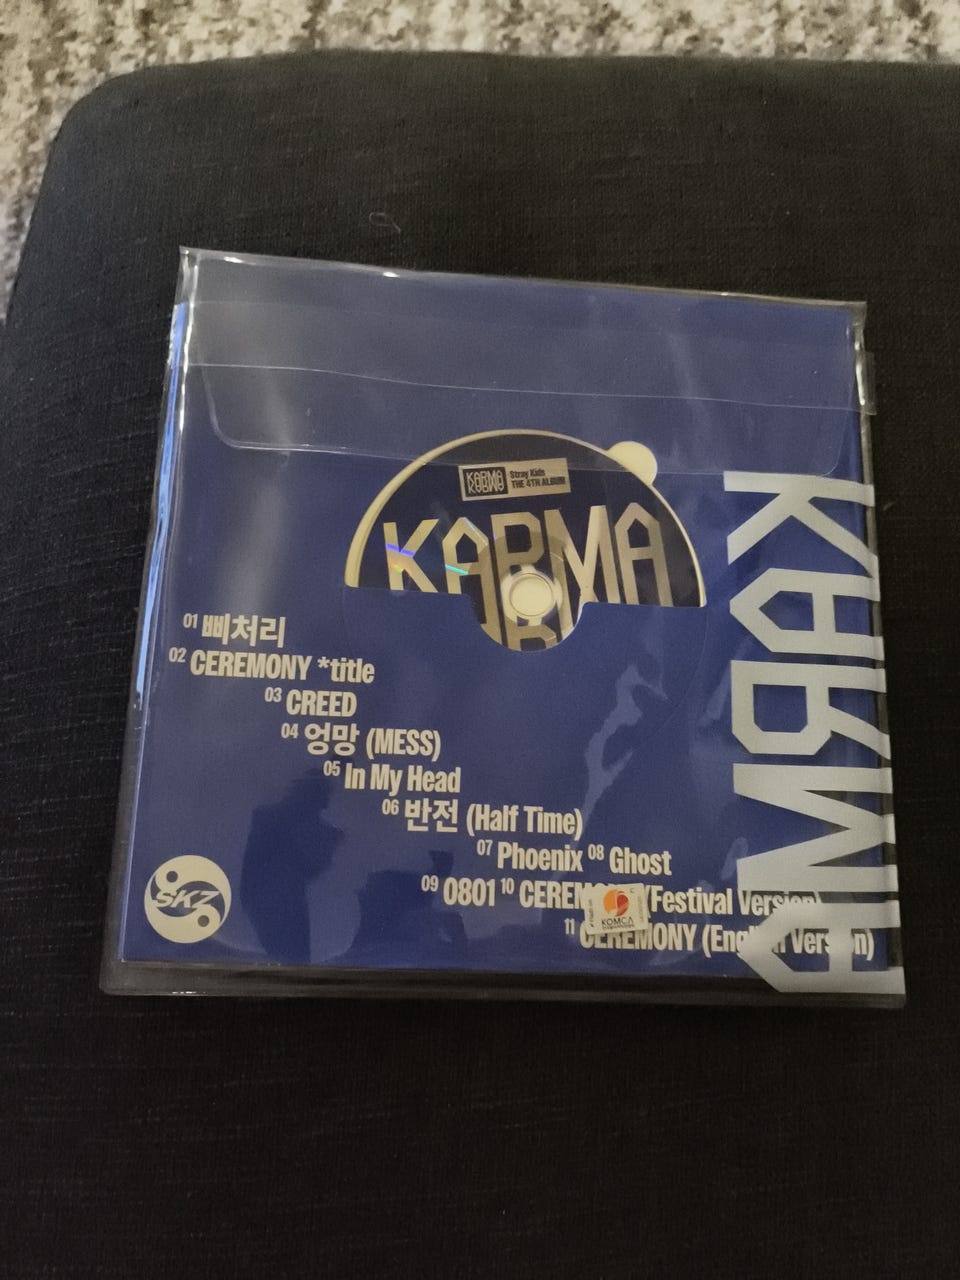 KARMA
Stray Kids
THE 4TH ALBUM
KARMA
KARMA
01 삐처리
02 CEREMONY *title
03 CREED
04 엉망 (MESS)
05 In My Head
06 반전 (Half Time)
07 Phoenix 08 Ghost
09 0801 10 CEREMONY (Festival Version)
11 CEREMONY (English Version)
SKZ
KOMCA